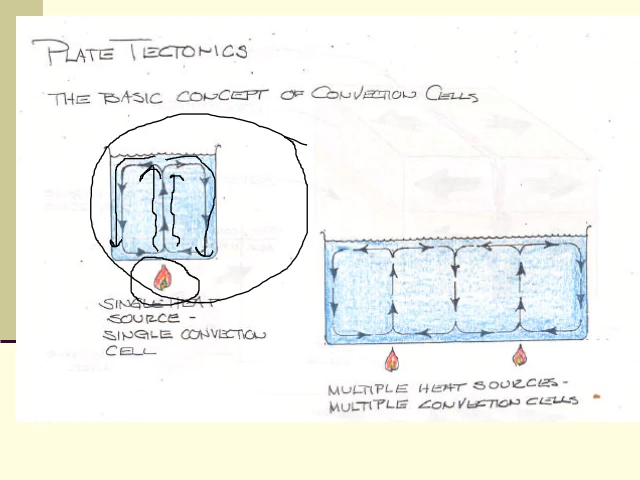 PLATE TECTONICS
THE BASIC CONCEPT OF CONVECTION CELLS
SINGLE HEAT
SOURCE -
SINGLE CONVECTION
CELL
MULTIPLE HEAT SOURCES -
MULTIPLE CONVECTION CELLS